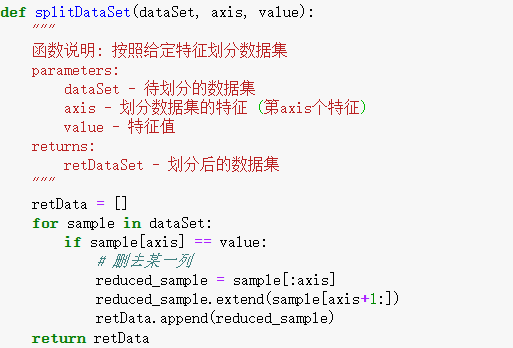 def splitDataSet(dataSet, axis, value):
    """
    函数说明: 按照给定特征划分数据集
    parameters:
        dataSet - 待划分的数据集
        axis - 划分数据集的特征 (第axis个特征)
        value - 特征值
    returns:
        retDataSet - 划分后的数据集
    """
    retData = []
    for sample in dataSet:
        if sample[axis] == value:
            # 删去某一列
            reduced_sample = sample[:axis]
            reduced_sample.extend(sample[axis+1:])
            retData.append(reduced_sample)
    return retData